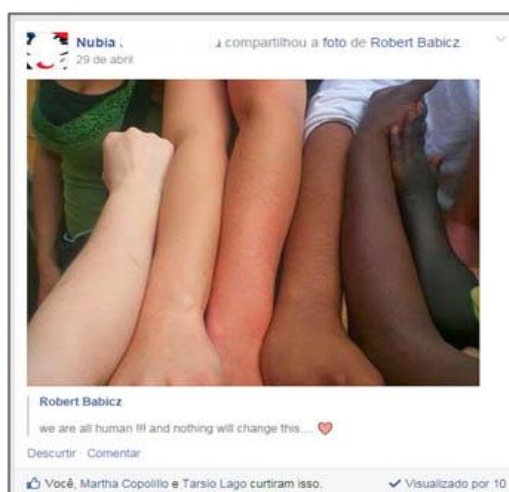 Nubia compartilhou a foto de Robert Babicz.
29 de abril
Robert Babicz
we are all human !!! and nothing will change this....
Descurtir · Comentar
Você, Martha Copolillo e Tarsio Lago curtiram isso.
Visualizado por 10